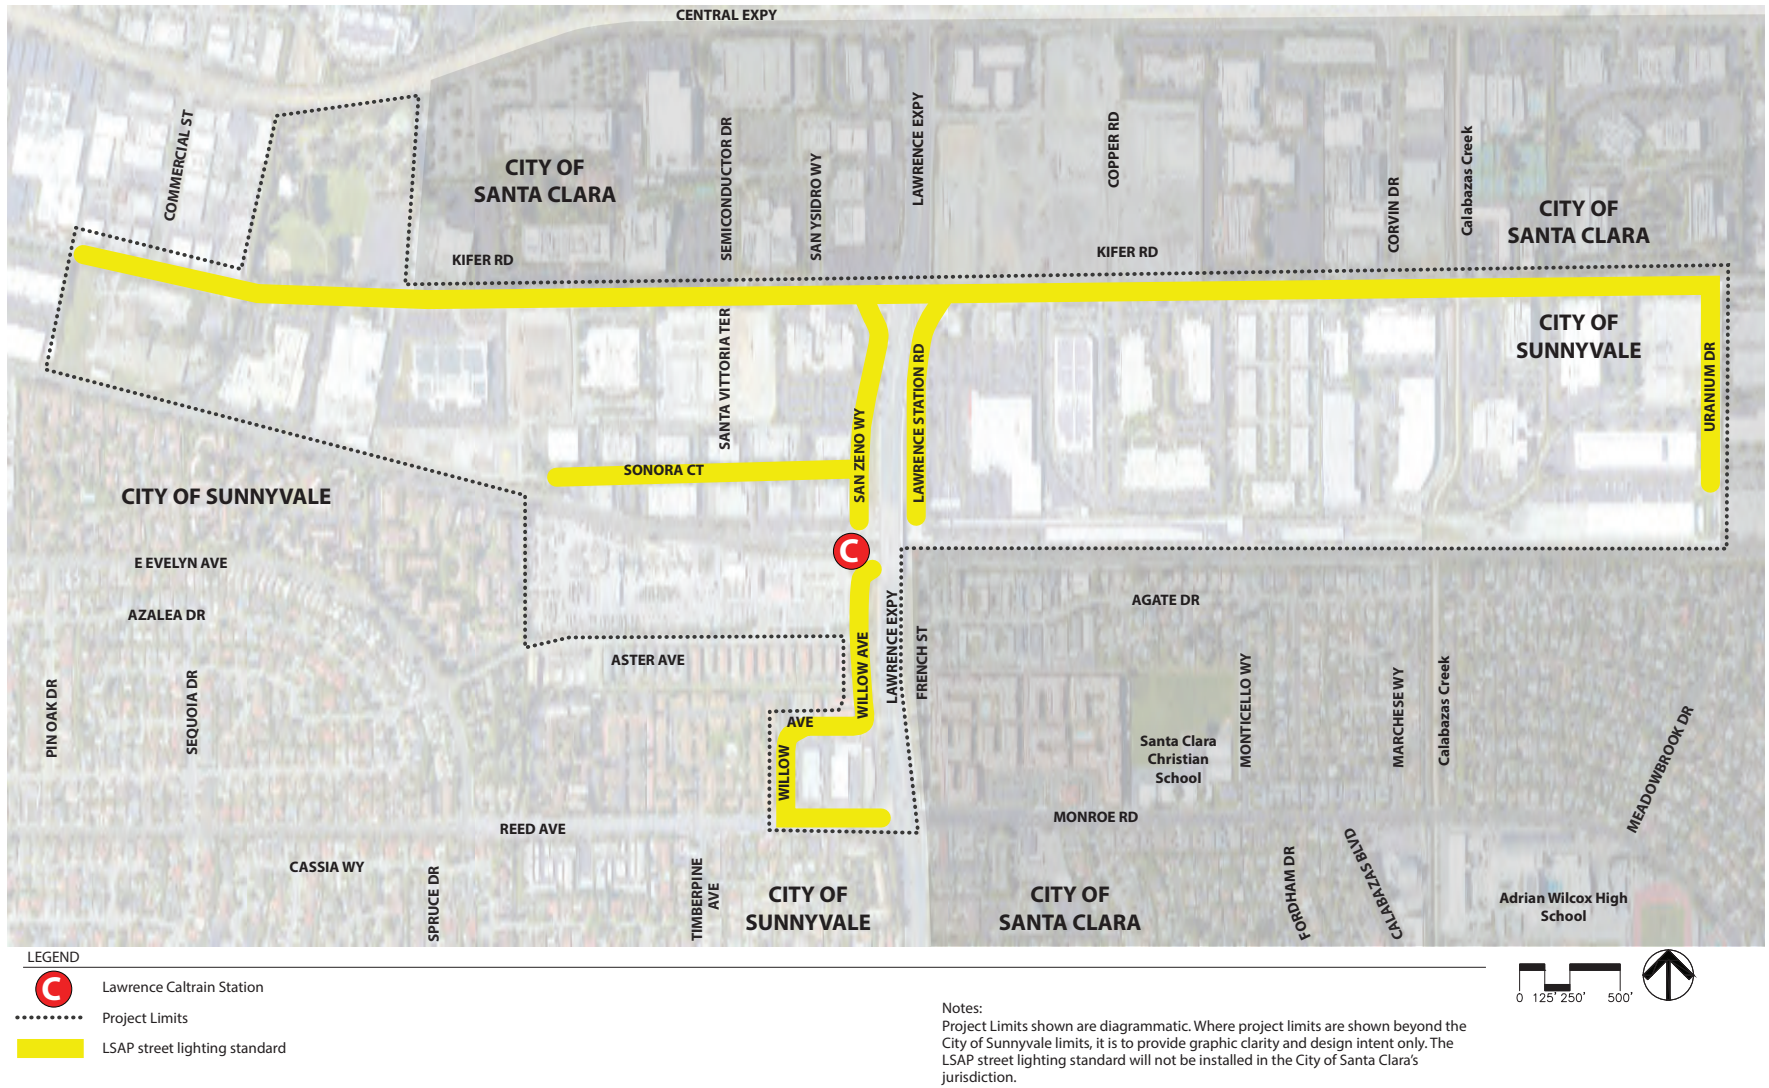 CENTRAL EXPY
COMMERCIAL ST
CITY OF
SANTA CLARA
SEMICONDUCTOR DR
SAN YSIDRO WY
LAWRENCE EXPY
COPPER RD
CORVIN DR
Calabazas Creek
CITY OF
SANTA CLARA
KIFER RD
KIFER RD
SANTA VITTORIA TER
CITY OF
SUNNYVALE
URANIUM DR
SAN ZENO WY
LAWRENCE STATION RD
SONORA CT
CITY OF SUNNYVALE
C
E EVELYN AVE
AZALEA DR
AGATE DR
PIN OAK DR
SEQUOIA DR
ASTER AVE
WILLOW AVE
LAWRENCE EXPY
FRENCH ST
MONTICELLO WY
MARCHESE WY
Calabazas Creek
MEADOWBROOK DR
AVE
WILLOW
Santa Clara
Christian
School
REED AVE
MONROE RD
CASSIA WY
SPRUCE DR
TIMBERPINE
AVE
CITY OF
SUNNYVALE
CITY OF
SANTA CLARA
FORDHAM DR
CALABAZAS BLVD
Adrian Wilcox High
School
LEGEND
C
Lawrence Caltrain Station
Project Limits
LSAP street lighting standard
Notes:
Project Limits shown are diagrammatic. Where project limits are shown beyond the
City of Sunnyvale limits, it is to provide graphic clarity and design intent only. The
LSAP street lighting standard will not be installed in the City of Santa Clara's
jurisdiction.
0 125' 250' 500'